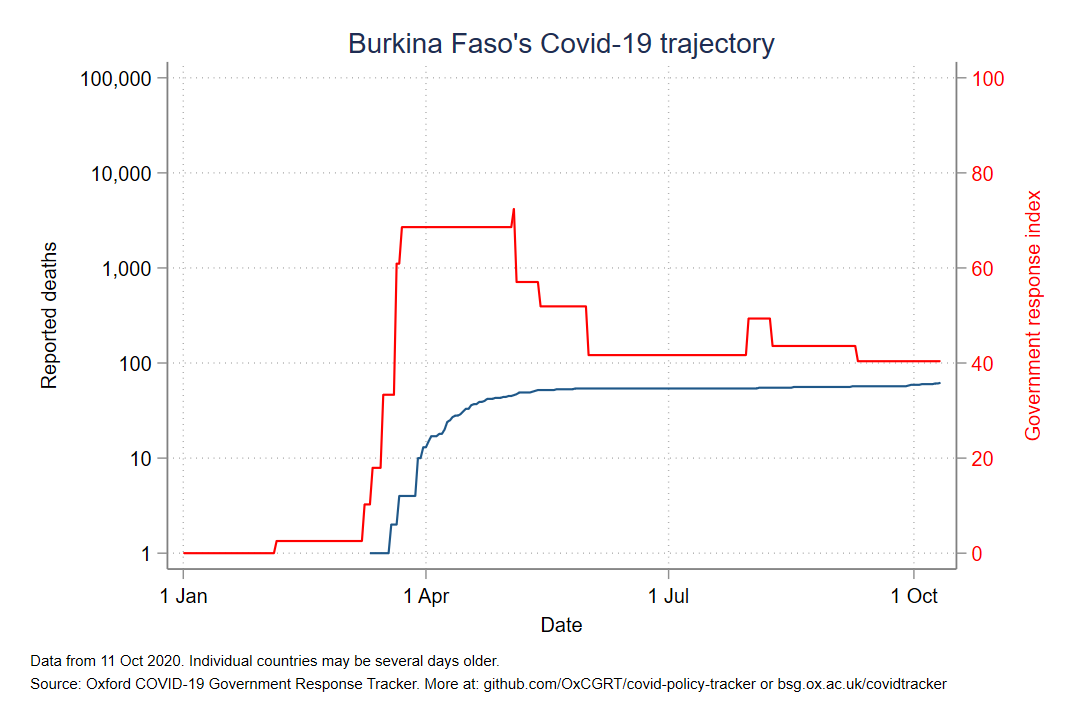 Burkina Faso's Covid-19 trajectory
100,000
10,000
1,000
100
10
1
Reported deaths
100
80
60
40
20
0
Government response index
1 Jan
1 Apr
1 Jul
1 Oct
Date
Data from 11 Oct 2020. Individual countries may be several days older.
Source: Oxford COVID-19 Government Response Tracker. More at: github.com/OxCGRT/covid-policy-tracker or bsg.ox.ac.uk/covidtracker